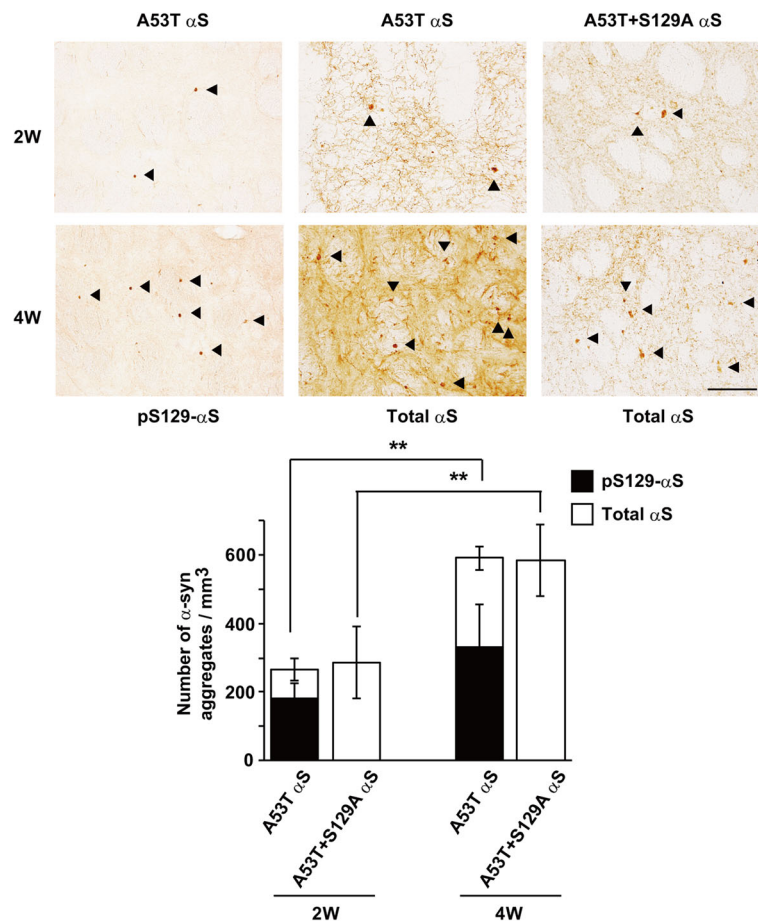 A53T αS A53T αS A53T+S129A αS
2W
4W
pS129-αS Total αS Total αS
**
**
pS129-αS
Total αS
Number of α-syn
aggregates / mm3
600
400
200
0
A53T αS
A53T+S129A αS
A53T αS
A53T+S129A αS
2W 4W